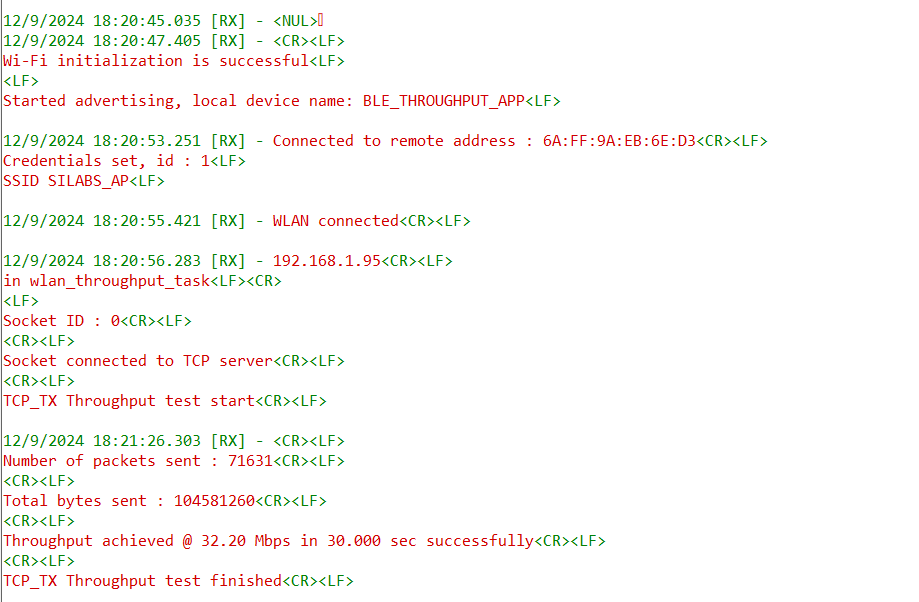 12/9/2024 18:20:45.035 [RX] - <NUL>
12/9/2024 18:20:47.405 [RX] - <CR><LF>
Wi-Fi initialization is successful<LF>
<LF>
Started advertising, local device name: BLE_THROUGHPUT_APP<LF>
12/9/2024 18:20:53.251 [RX] - Connected to remote address : 6A:FF:9A:EB:6E:D3<CR><LF>
Credentials set, id : 1<LF>
SSID SILABS_AP<LF>
12/9/2024 18:20:55.421 [RX] - WLAN connected<CR><LF>
12/9/2024 18:20:56.283 [RX] - 192.168.1.95<CR><LF>
in wlan_throughput_task<LF><CR>
<LF>
Socket ID : 0<CR><LF>
<CR><LF>
Socket connected to TCP server<CR><LF>
<CR><LF>
TCP_TX Throughput test start<CR><LF>
12/9/2024 18:21:26.303 [RX] - <CR><LF>
Number of packets sent : 71631<CR><LF>
<CR><LF>
Total bytes sent : 104581260<CR><LF>
<CR><LF>
Throughput achieved @ 32.20 Mbps in 30.000 sec successfully<CR><LF>
<CR><LF>
TCP_TX Throughput test finished<CR><LF>